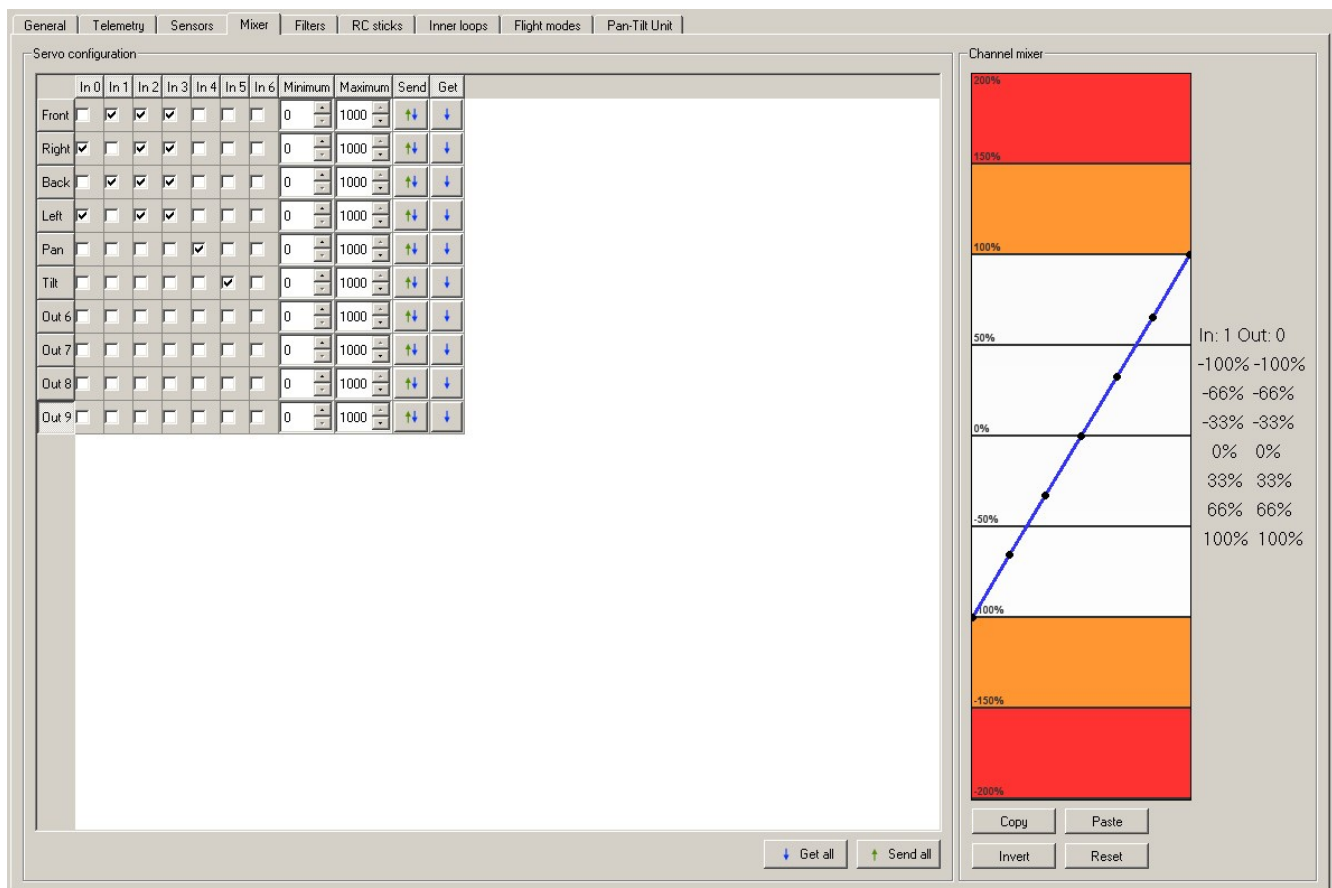 General Telemetry Sensors Mixer Filters RC sticks Inner loops Flight modes Pan-Tilt Unit
Servo configuration
In 0 In 1 In 2 In 3 In 4 In 5 In 6 Minimum Maximum Send Get
Front 0 1000
Right 0 1000
Back 0 1000
Left 0 1000
Pan 0 1000
Tilt 0 1000
Out 6 0 1000
Out 7 0 1000
Out 8 0 1000
Out 9 0 1000
Get all Send all
Channel mixer
200%
150%
100%
50%
0%
-50%
-100%
-150%
-200%
In: 1 Out: 0
-100% -100%
-66% -66%
-33% -33%
0% 0%
33% 33%
66% 66%
100% 100%
Copy Paste
Invert Reset